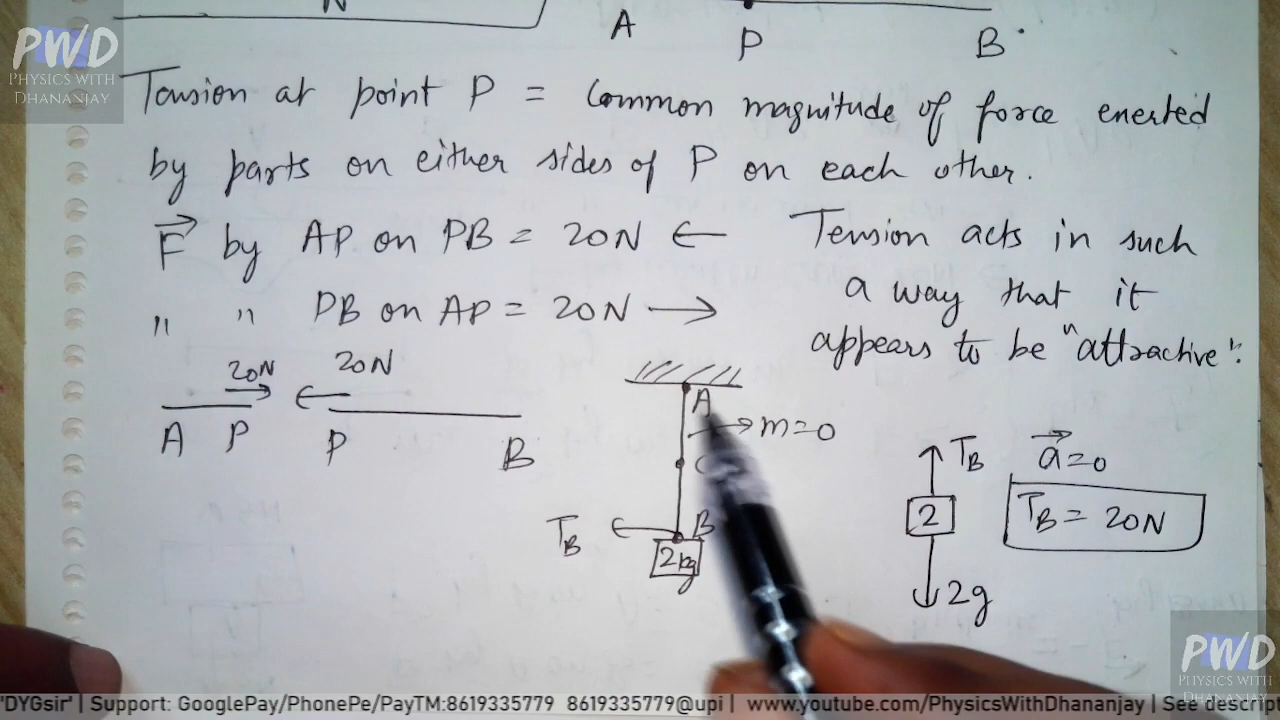 PWD
PHYSICS WITH
DHANANJAY
A P B
Tension at point P = Common magnitude of force enerted
by parts on either sides of P on each other.
F by AP on PB = 20N ←
" " PB on AP = 20N →
Tension acts in such
a way that it
appears to be "attractive".
20N 20N
A P P B
A
→ m=0
C
B
T_B
2kg
T_B
2
2g
a = 0
T_B = 20N
PWD
PHYSICS WITH
DHANANJAY
'DYGsir' | Support: GooglePay/PhonePe/PayTM:8619335779 8619335779@upi | www.youtube.com/PhysicsWithDhananjay | See descrip